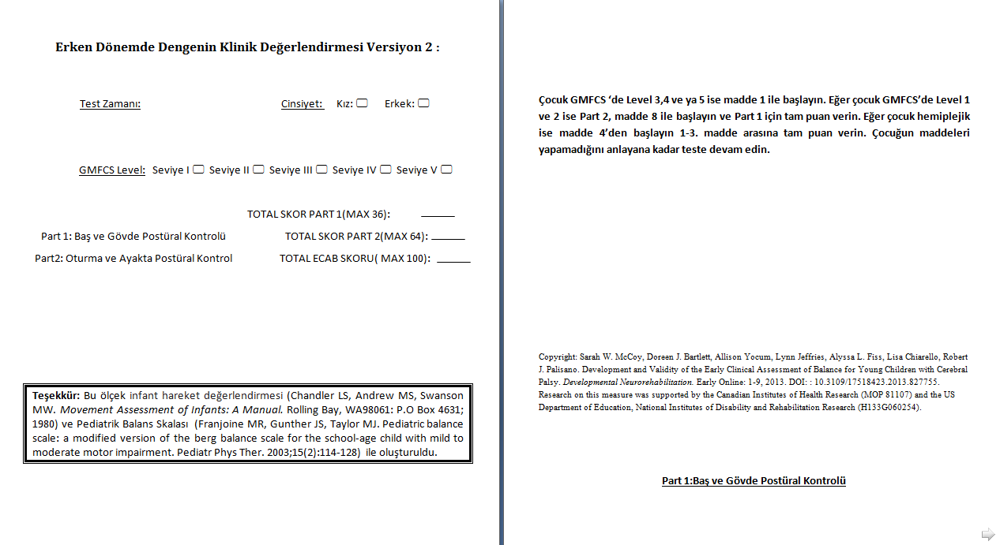 Erken Dönemde Dengenin Klinik Değerlendirmesi Versiyon 2 :
Test Zamanı: Cinsiyet: Kız: Erkek:
GMFCS Level: Seviye I Seviye II Seviye III Seviye IV Seviye V
TOTAL SKOR PART 1(MAX 36): ______
Part 1: Baş ve Gövde Postüral Kontrolü TOTAL SKOR PART 2(MAX 64): ______
Part2: Oturma ve Ayakta Postüral Kontrol TOTAL ECAB SKORU( MAX 100): ______
Teşekkür: Bu ölçek infant hareket değerlendirmesi (Chandler LS, Andrew MS, Swanson
MW. Movement Assessment of Infants: A Manual. Rolling Bay, WA98061: P.O Box 4631;
1980) ve Pediatrik Balans Skalası (Franjoine MR, Gunther JS, Taylor MJ. Pediatric balance
scale: a modified version of the berg balance scale for the school-age child with mild to
moderate motor impairment. Pediatr Phys Ther. 2003;15(2):114-128) ile oluşturuldu.
Çocuk GMFCS ‘de Level 3,4 ve ya 5 ise madde 1 ile başlayın. Eğer çocuk GMFCS’de Level 1
ve 2 ise Part 2, madde 8 ile başlayın ve Part 1 için tam puan verin. Eğer çocuk hemiplejik
ise madde 4’den başlayın 1-3. madde arasına tam puan verin. Çocuğun maddeleri
yapamadığını anlayana kadar teste devam edin.
Copyright: Sarah W. McCoy, Doreen J. Bartlett, Allison Yocum, Lynn Jeffries, Alyssa L. Fiss, Lisa Chiarello, Robert
J. Palisano. Development and Validity of the Early Clinical Assessment of Balance for Young Children with Cerebral
Palsy. Developmental Neurorehabilitation. Early Online: 1-9, 2013. DOI: : 10.3109/17518423.2013.827755.
Research on this measure was supported by the Canadian Institutes of Health Research (MOP 81107) and the US
Department of Education, National Institutes of Disability and Rehabilitation Research (H133G060254).
Part 1:Baş ve Gövde Postüral Kontrolü